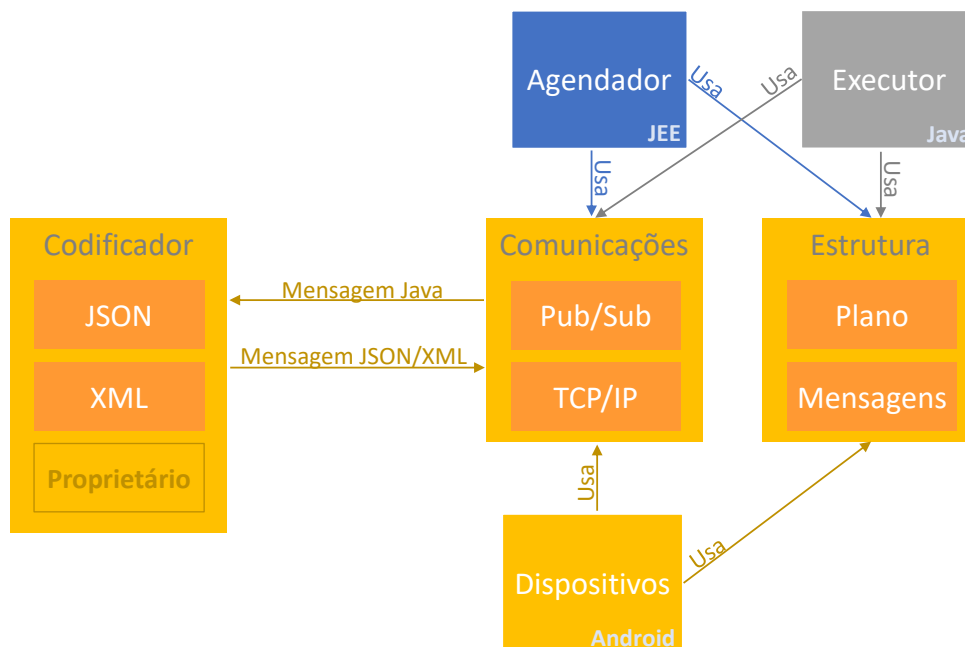 Agendador
JEE
Executor
Java
Usa
Usa
Usa
Usa
Codificador
JSON
XML
Proprietário
Mensagem Java
Mensagem JSON/XML
Comunicações
Pub/Sub
TCP/IP
Estrutura
Plano
Mensagens
Usa
Usa
Dispositivos
Android